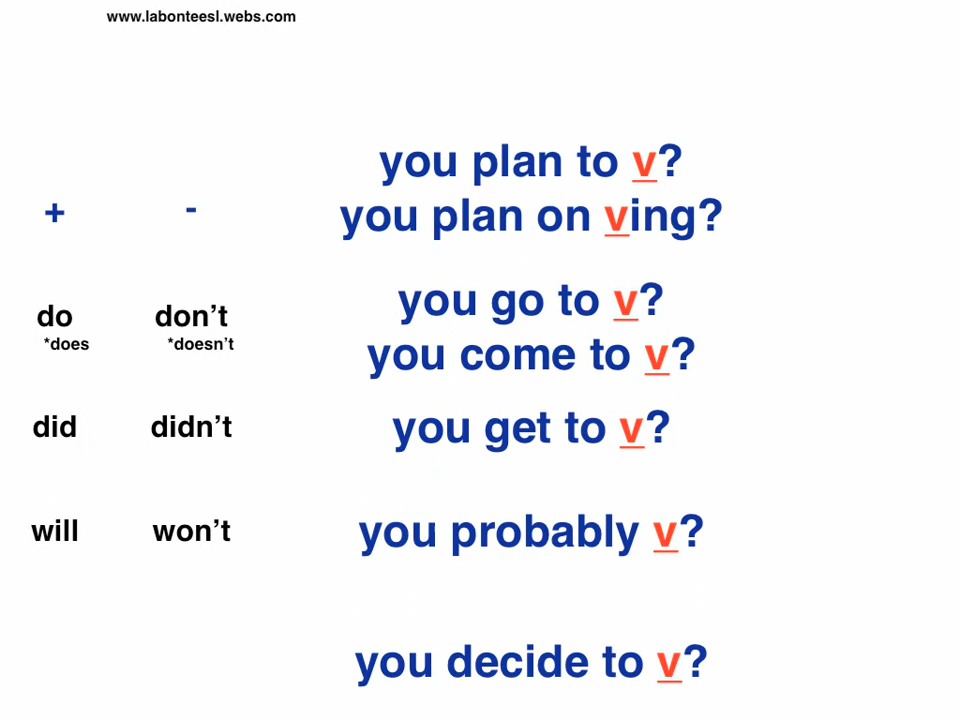 www.labonteesl.webs.com
you plan to v?
+ - you plan on ving?
do don’t you go to v?
*does *doesn’t
you come to v?
did didn’t you get to v?
will won’t you probably v?
you decide to v?